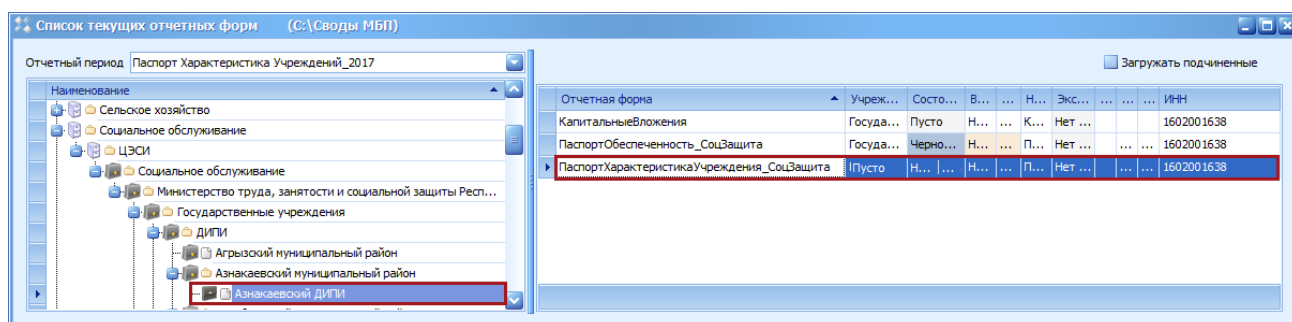 Список текущих отчетных форм (C:\Своды МБП)
Отчетный период Паспорт Характеристика Учреждений_2017
Загружать подчиненные
Наименование
Сельское хозяйство
Социальное обслуживание
ЦЭСИ
Социальное обслуживание
Министерство труда, занятости и социальной защиты Респ...
Государственные учреждения
ДИПИ
Агрызский муниципальный район
Азнакаевский муниципальный район
Азнакаевский ДИПИ
Отчетная форма Учреж... Состо... В... ... Н... Экс... ... ... ... ИНН
КапитальныеВложения Госуда... Пусто Н... ... К... Нет ... 1602001638
ПаспортОбеспеченность_СоцЗащита Госуда... Черно... Н... ... П... Нет ... ... ... 1602001638
ПаспортХарактеристикаУчреждения_СоцЗащита Пусто Н... ... Н... ... П... Нет ... ... ... 1602001638